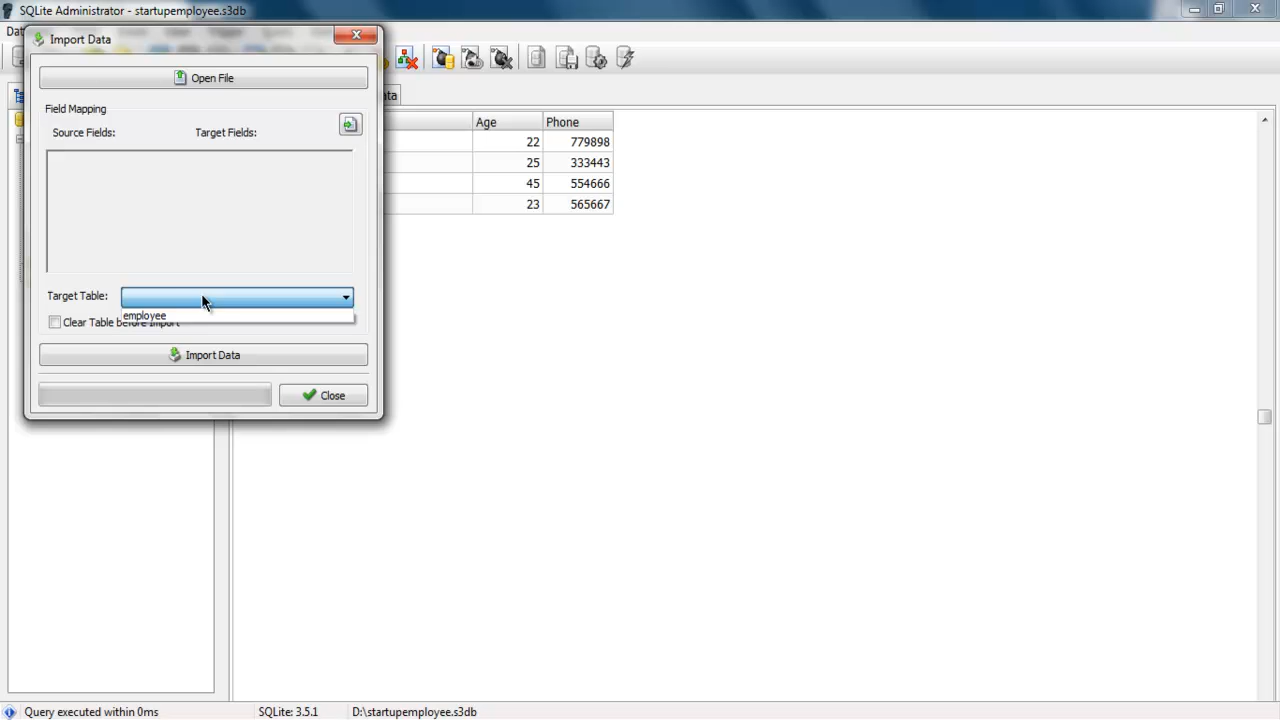 SQLite Administrator - startupemployee.s3db
Import Data
Open File
Field Mapping
Source Fields: Target Fields:
Target Table:
employee
Clear Table before Import
Import Data
Close
Age Phone
22 779898
25 333443
45 554666
23 565667
Query executed within 0ms SQLite: 3.5.1 D:\startupemployee.s3db